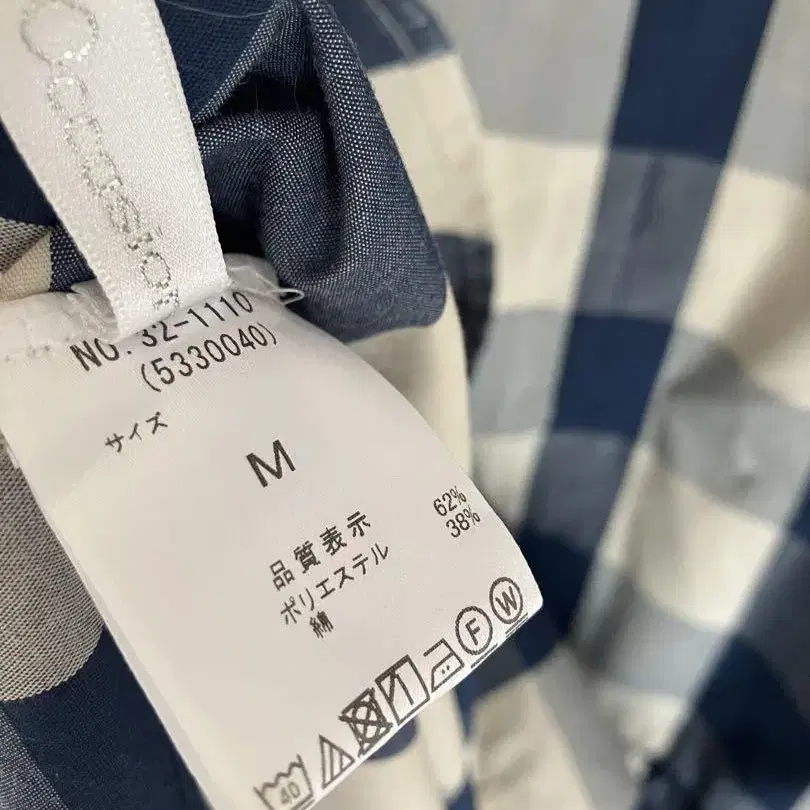 NO. 32-1110
(5330040)
サイズ
M
品質表示
ポリエステル 62%
綿 38%
40
F
W